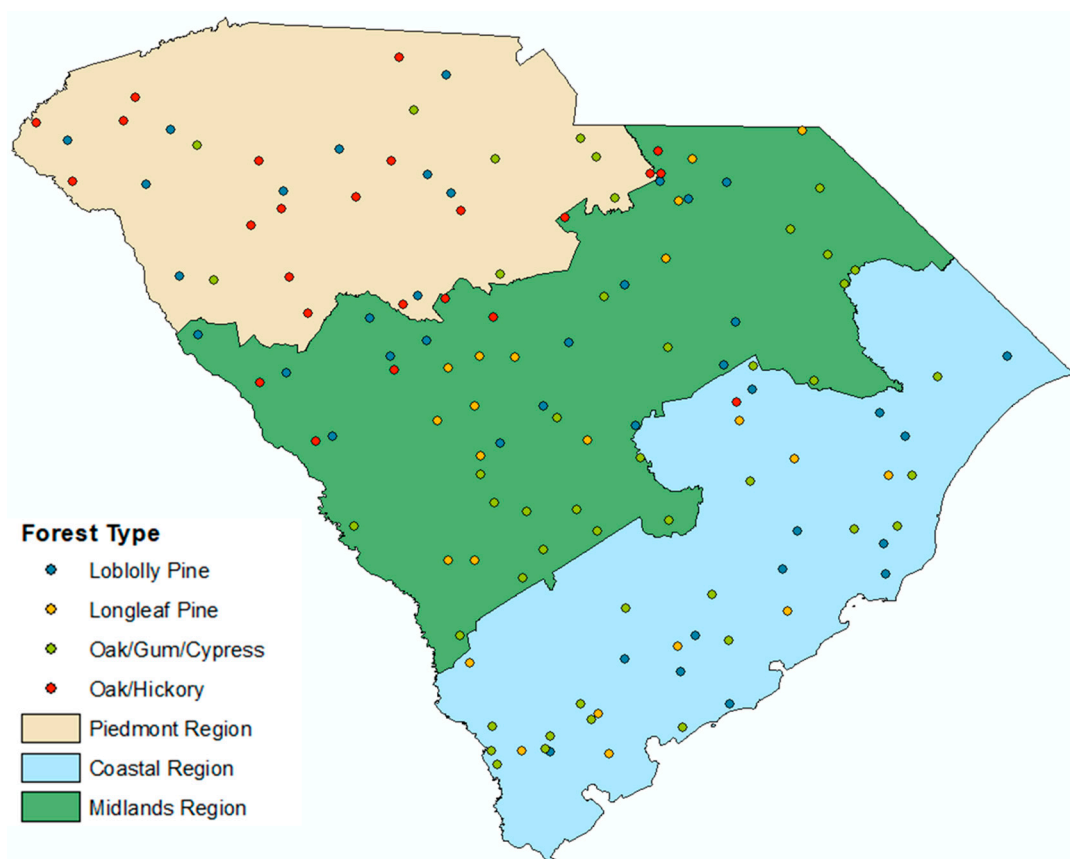 Forest Type
Loblolly Pine
Longleaf Pine
Oak/Gum/Cypress
Oak/Hickory
Piedmont Region
Coastal Region
Midlands Region